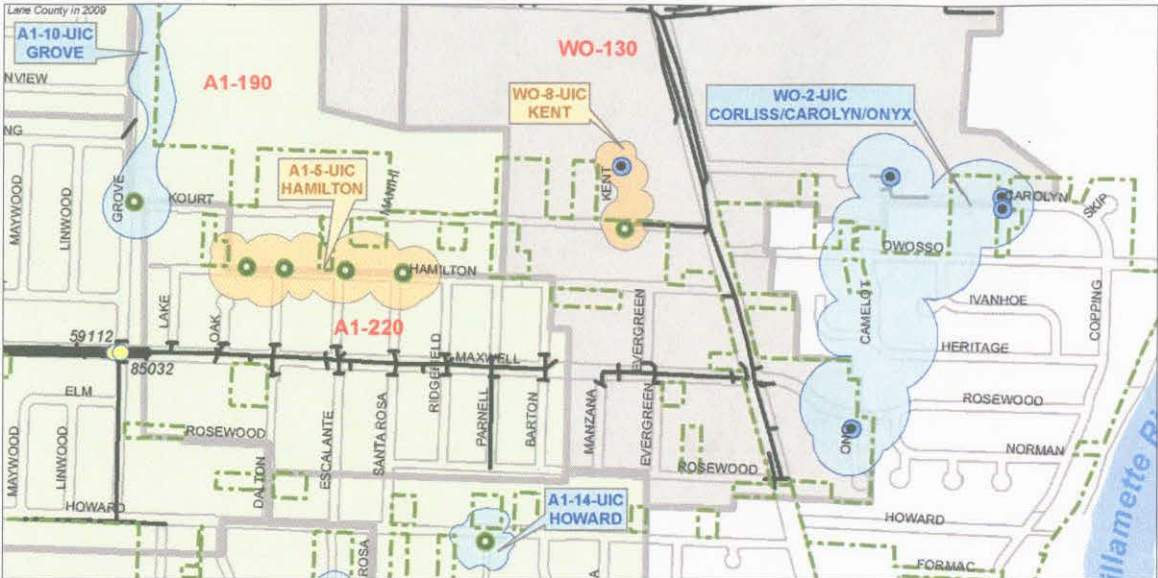 Lane County in 2009
A1-10-UIC
GROVE
A1-190
WO-130
WO-8-UIC
KENT
WO-2-UIC
CORLISS/CAROLYN/ONYX
NVIEW
NG
A1-5-UIC
HAMILTON
MAYWOOD
LINWOOD
GROVE
KOURT
MANIHI
KENT
CAROLYN
SKIP
OWOSSO
HAMILTON
LAKE
OAK
A1-220
59112
85032
MAXWELL
RIDGEFIELD
EVERGREEN
CAMELOT
IVANHOE
HERITAGE
COPPING
ELM
ROSEWOOD
MAYWOOD
LINWOOD
DALTON
ESCALANTE
SANTA ROSA
PARNELL
BARTON
MANZANA
EVERGREEN
ROSEWOOD
ROSEWOOD
NORMAN
HOWARD
A1-14-UIC
HOWARD
HOWARD
ROSA
A
FORMAC
illamette Ri